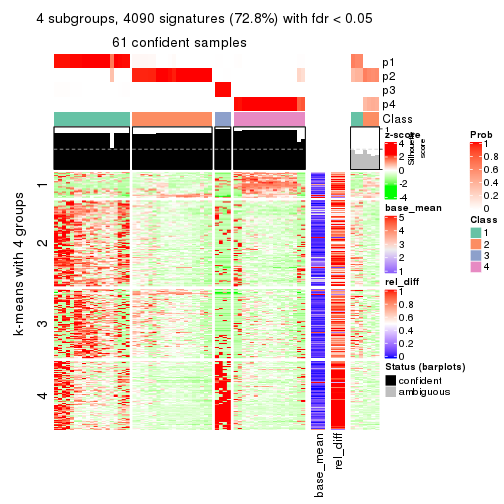 4 subgroups, 4090 signatures (72.8%) with fdr < 0.05
61 confident samples
p1
p2
p3
p4
Class
1
Silhouette
score
k-means with 4 groups
1
2
3
4
base_mean
rel_diff
z-score
4
2
0
-2
-4
base_mean
5
4
3
2
1
rel_diff
1
0.8
0.6
0.4
0.2
0
Status (barplots)
confident
ambiguous
Prob
1
0.8
0.6
0.4
0.2
0
Class
1
2
3
4